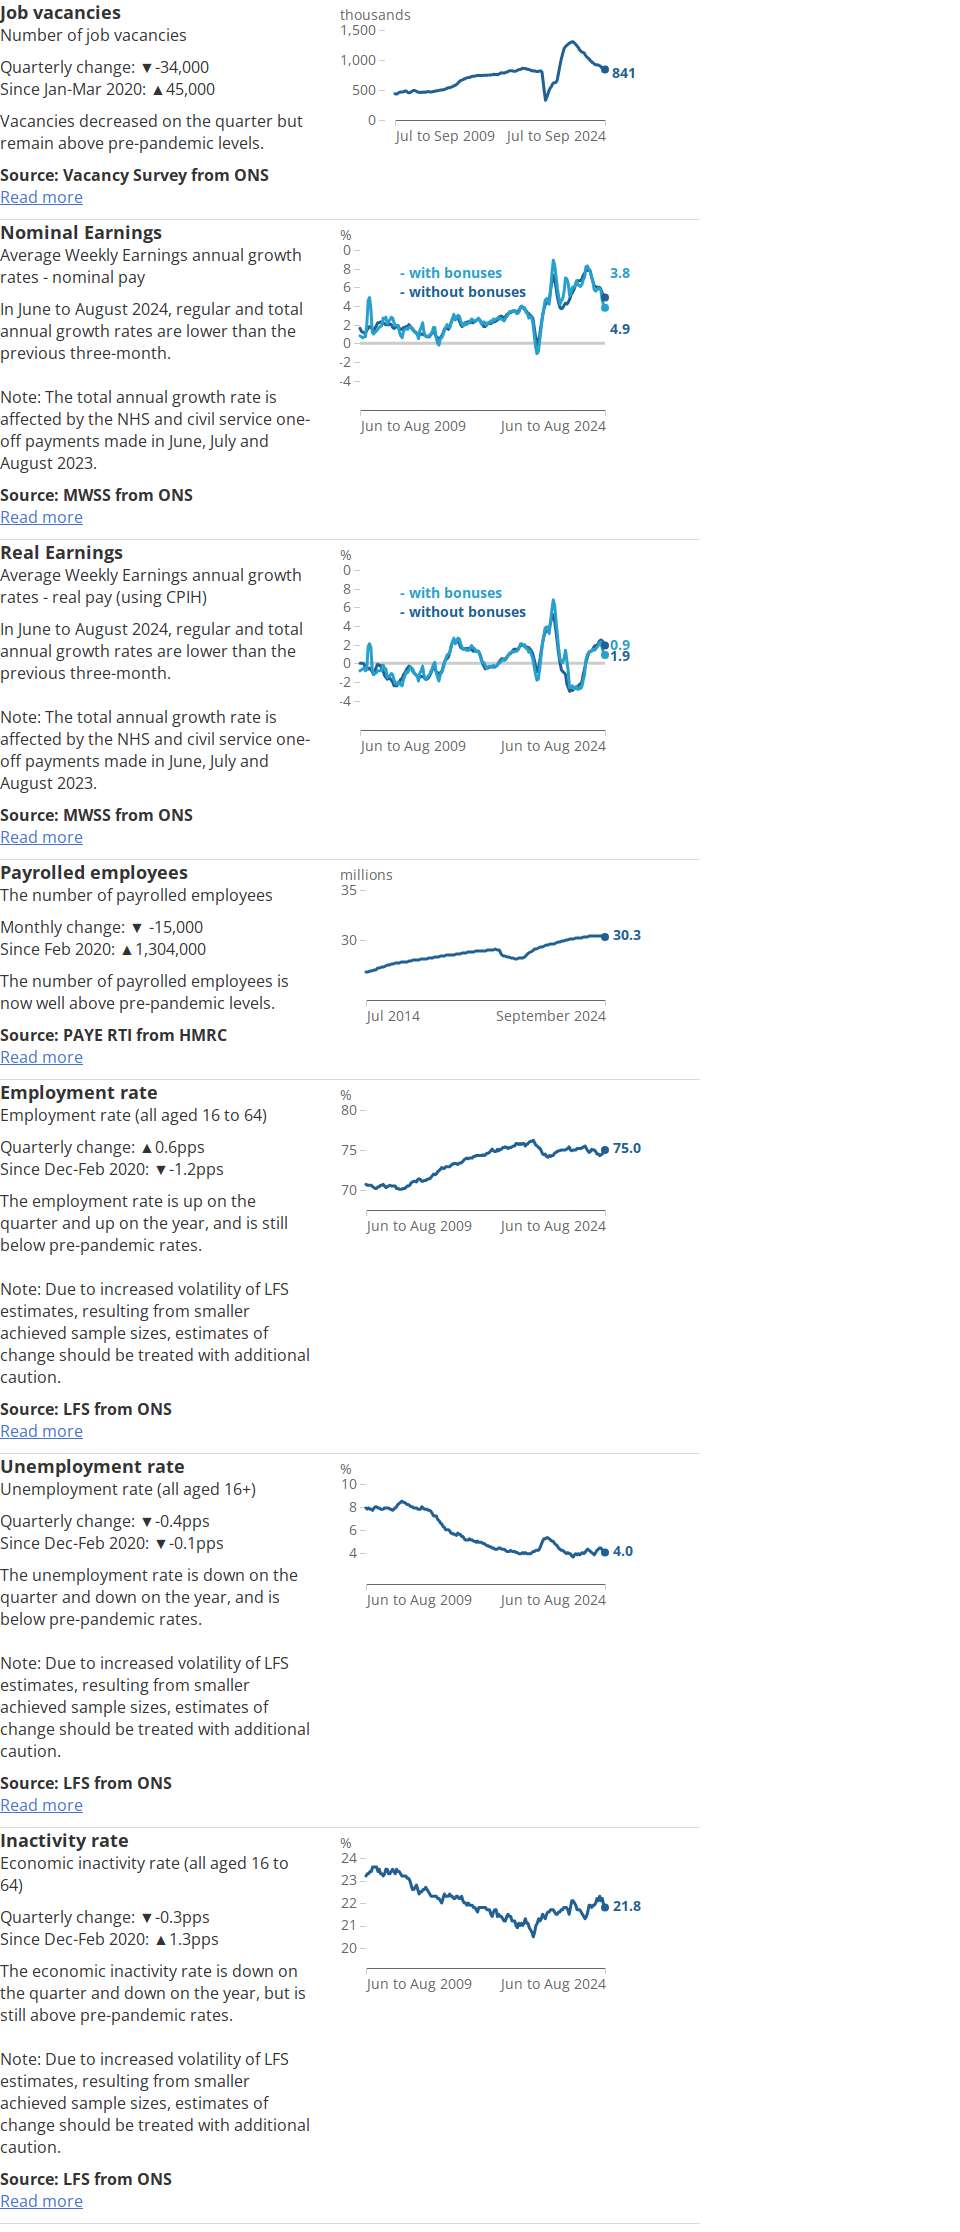 Job vacancies
Number of job vacancies
Quarterly change: ▼-34,000
Since Jan-Mar 2020: ▲45,000
Vacancies decreased on the quarter but
remain above pre-pandemic levels.
Source: Vacancy Survey from ONS
Read more
thousands
1,500
1,000
500
0
841
Jul to Sep 2009 Jul to Sep 2024
Nominal Earnings
Average Weekly Earnings annual growth
rates - nominal pay
In June to August 2024, regular and total
annual growth rates are lower than the
previous three-month.
Note: The total annual growth rate is
affected by the NHS and civil service one-
off payments made in June, July and
August 2023.
Source: MWSS from ONS
Read more
%
0
8
6
4
2
0
-2
-4
- with bonuses
- without bonuses
3.8
4.9
Jun to Aug 2009 Jun to Aug 2024
Real Earnings
Average Weekly Earnings annual growth
rates - real pay (using CPIH)
In June to August 2024, regular and total
annual growth rates are lower than the
previous three-month.
Note: The total annual growth rate is
affected by the NHS and civil service one-
off payments made in June, July and
August 2023.
Source: MWSS from ONS
Read more
%
0
8
6
4
2
0
-2
-4
- with bonuses
- without bonuses
0.9
1.9
Jun to Aug 2009 Jun to Aug 2024
Payrolled employees
The number of payrolled employees
Monthly change: ▼ -15,000
Since Feb 2020: ▲1,304,000
The number of payrolled employees is
now well above pre-pandemic levels.
Source: PAYE RTI from HMRC
Read more
millions
35
30
30.3
Jul 2014 September 2024
Employment rate
Employment rate (all aged 16 to 64)
Quarterly change: ▲0.6pps
Since Dec-Feb 2020: ▼-1.2pps
The employment rate is up on the
quarter and up on the year, and is still
below pre-pandemic rates.
Note: Due to increased volatility of LFS
estimates, resulting from smaller
achieved sample sizes, estimates of
change should be treated with additional
caution.
Source: LFS from ONS
Read more
%
80
75
70
75.0
Jun to Aug 2009 Jun to Aug 2024
Unemployment rate
Unemployment rate (all aged 16+)
Quarterly change: ▼-0.4pps
Since Dec-Feb 2020: ▼-0.1pps
The unemployment rate is down on the
quarter and down on the year, and is
below pre-pandemic rates.
Note: Due to increased volatility of LFS
estimates, resulting from smaller
achieved sample sizes, estimates of
change should be treated with additional
caution.
Source: LFS from ONS
Read more
%
10
8
6
4
4.0
Jun to Aug 2009 Jun to Aug 2024
Inactivity rate
Economic inactivity rate (all aged 16 to
64)
Quarterly change: ▼-0.3pps
Since Dec-Feb 2020: ▲1.3pps
The economic inactivity rate is down on
the quarter and down on the year, but is
still above pre-pandemic rates.
Note: Due to increased volatility of LFS
estimates, resulting from smaller
achieved sample sizes, estimates of
change should be treated with additional
caution.
Source: LFS from ONS
Read more
%
24
23
22
21
20
21.8
Jun to Aug 2009 Jun to Aug 2024